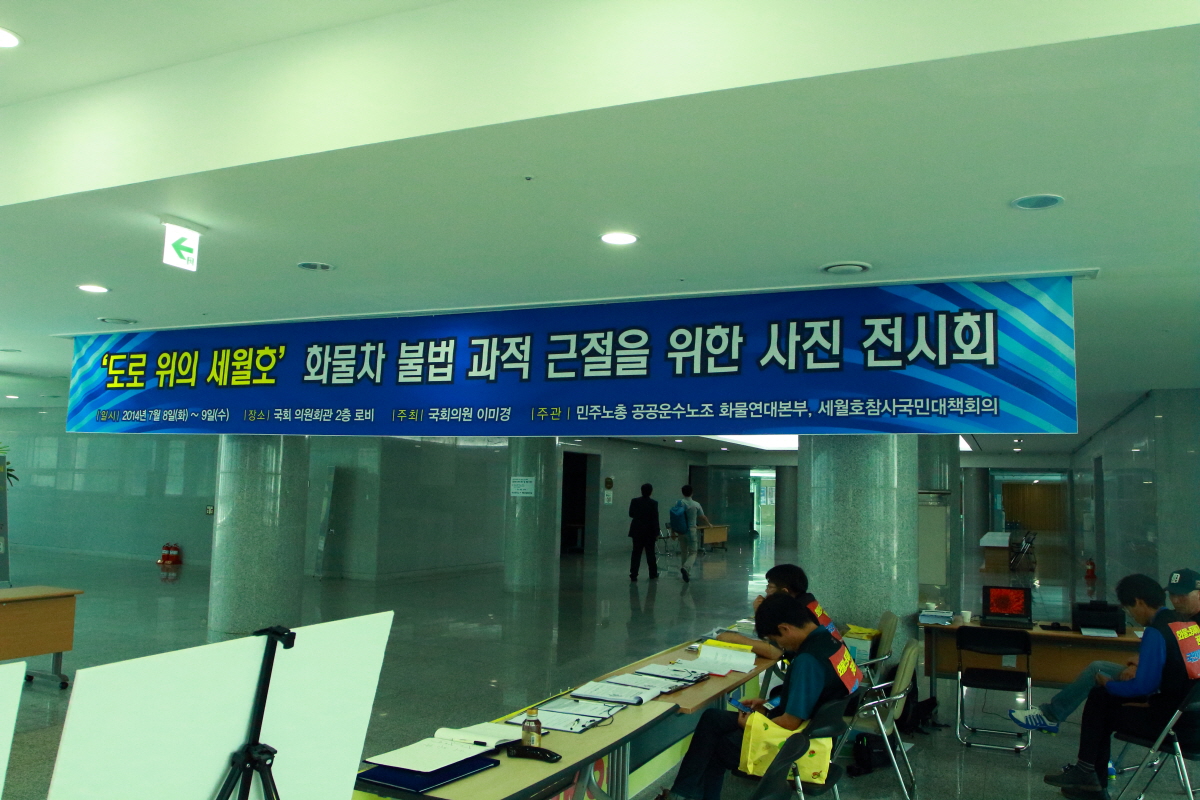 ‘도로 위의 세월호’ 화물차 불법 과적 근절을 위한 사진 전시회
|일시| 2014년 7월 8일(화) ~ 9일(수) |장소| 국회 의원회관 2층 로비 |주최| 국회의원 이미경 |주관| 민주노총 공공운수노조 화물연대본부, 세월호참사국민대책회의